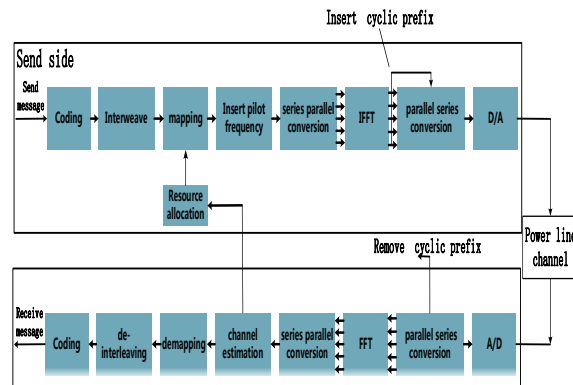 Insert cyclic prefix
Send side
Send
message
Coding
Interweave
mapping
Insert pilot
frequency
series parallel
conversion
IFFT
parallel series
conversion
D/A
Resource
allocation
Power line
channel
Remove cyclic prefix
Receive
message
Coding
de-
interleaving
demapping
channel
estimation
series parallel
conversion
FFT
parallel series
conversion
A/D